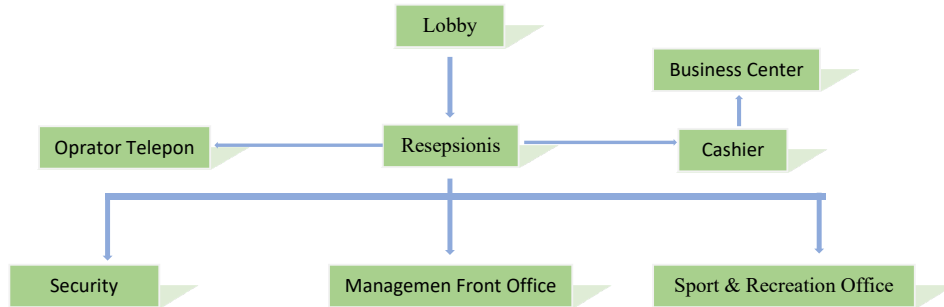 Lobby
Business Center
Oprator Telepon
Resepsionis
Cashier
Security
Managemen Front Office
Sport & Recreation Office